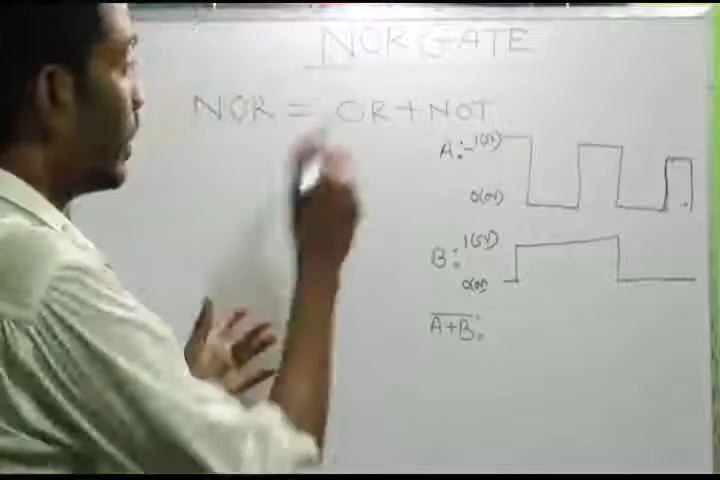 NOR GATE
NOR = OR + NOT
A: 1(5V)
0(0V)
B: 1(5V)
0(0V)
A+B: